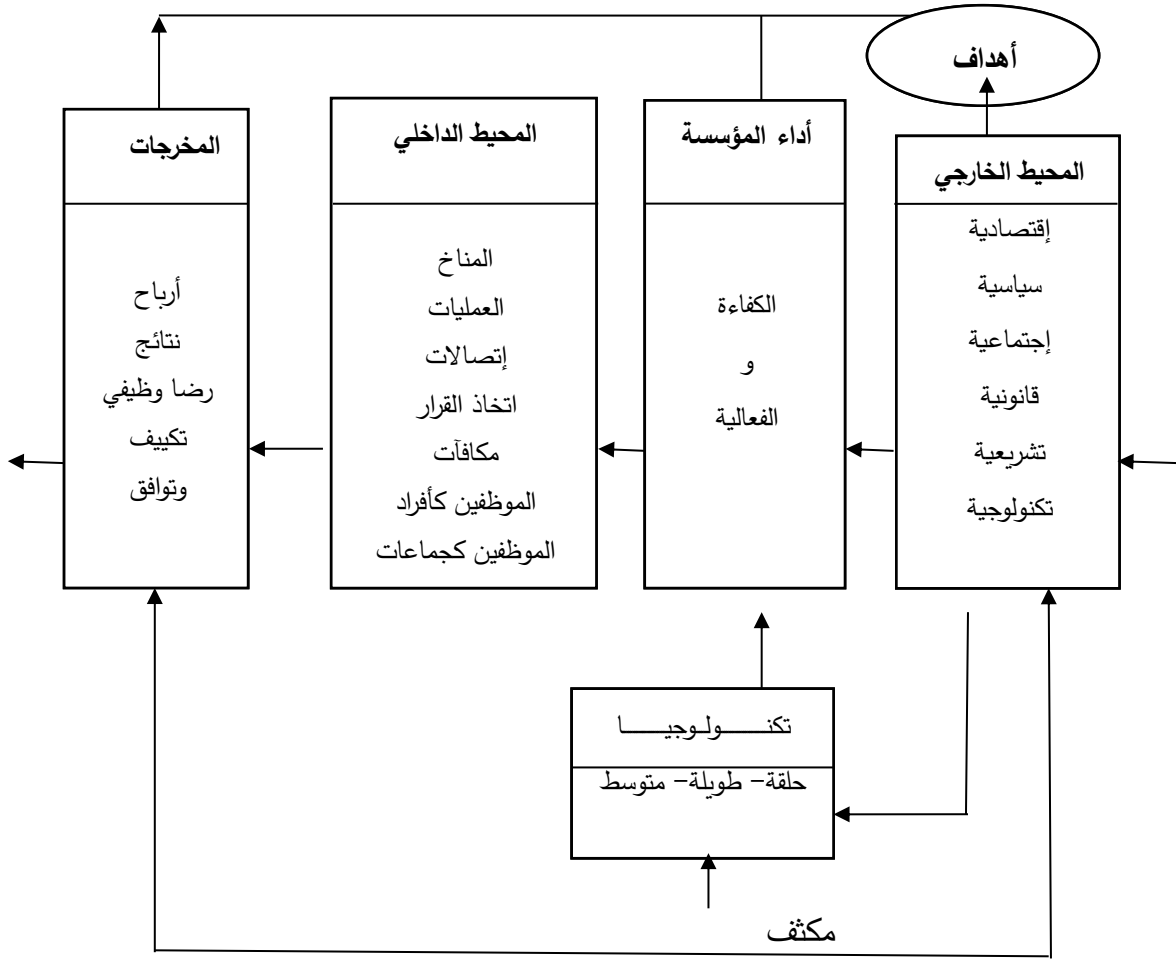 أهداف
المحيط الخارجي
إقتصادية
سياسية
إجتماعية
قانونية
تشريعية
تكنولوجية
أداء المؤسسة
الكفاءة
و
الفعالية
المحيط الداخلي
المناخ
العمليات
إتصالات
اتخاذ القرار
مكافآت
الموظفين كأفراد
الموظفين كجماعات
المخرجات
أرباح
نتائج
رضا وظيفي
تكييف
وتوافق
تكنـــــولـوجيـــــا
حلقة– طويلة– متوسط
مكثف